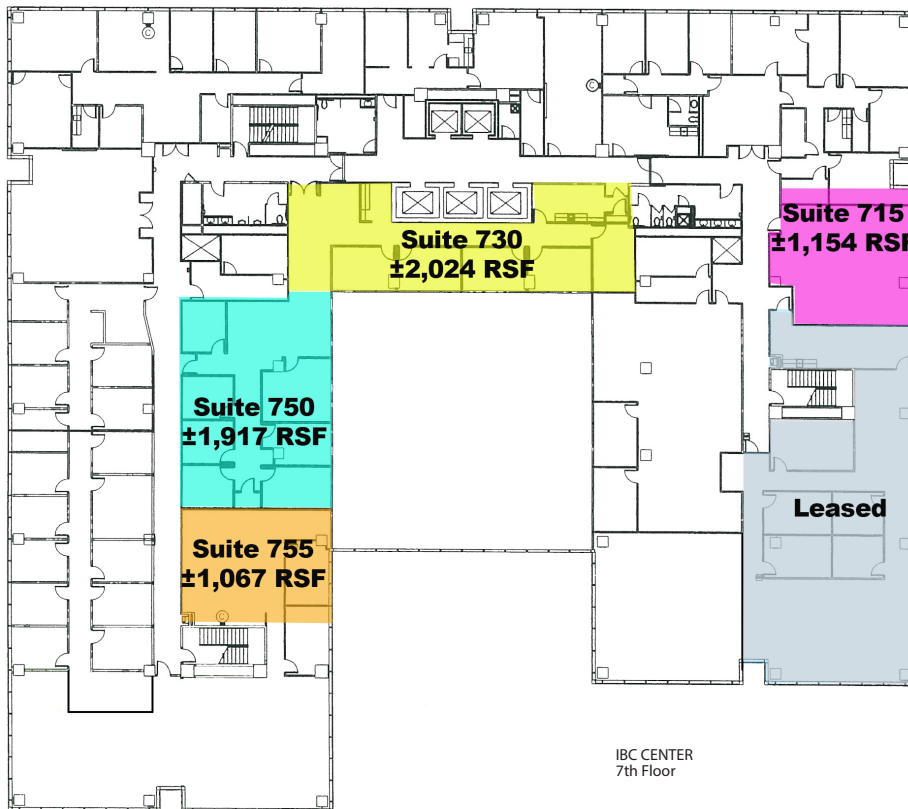 Suite 715
±1,154 RSF
Suite 730
±2,024 RSF
Suite 750
±1,917 RSF
Leased
Suite 755
±1,067 RSF
IBC CENTER
7th Floor
C
C
C